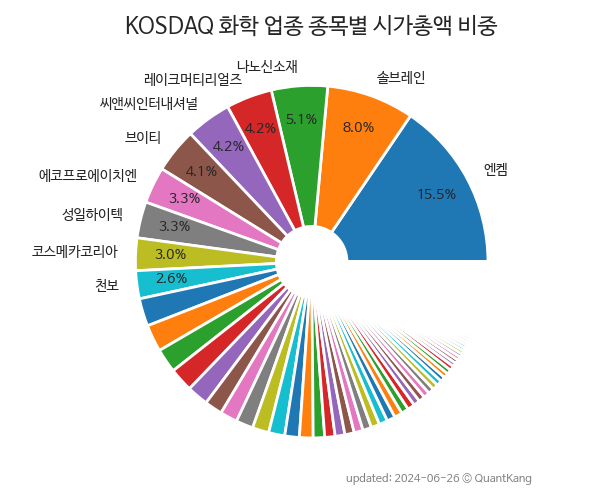 KOSDAQ 화학 업종 종목별 시가총액 비중
나노신소재
솔브레인
레이크머티리얼즈
씨앤씨인터내셔널
브이티
에코프로에이치엔
성일하이텍
코스메카코리아
천보
엔켐
5.1%
8.0%
4.2%
4.2%
4.1%
3.3%
3.3%
3.0%
2.6%
15.5%
updated: 2024-06-26 © QuantKang